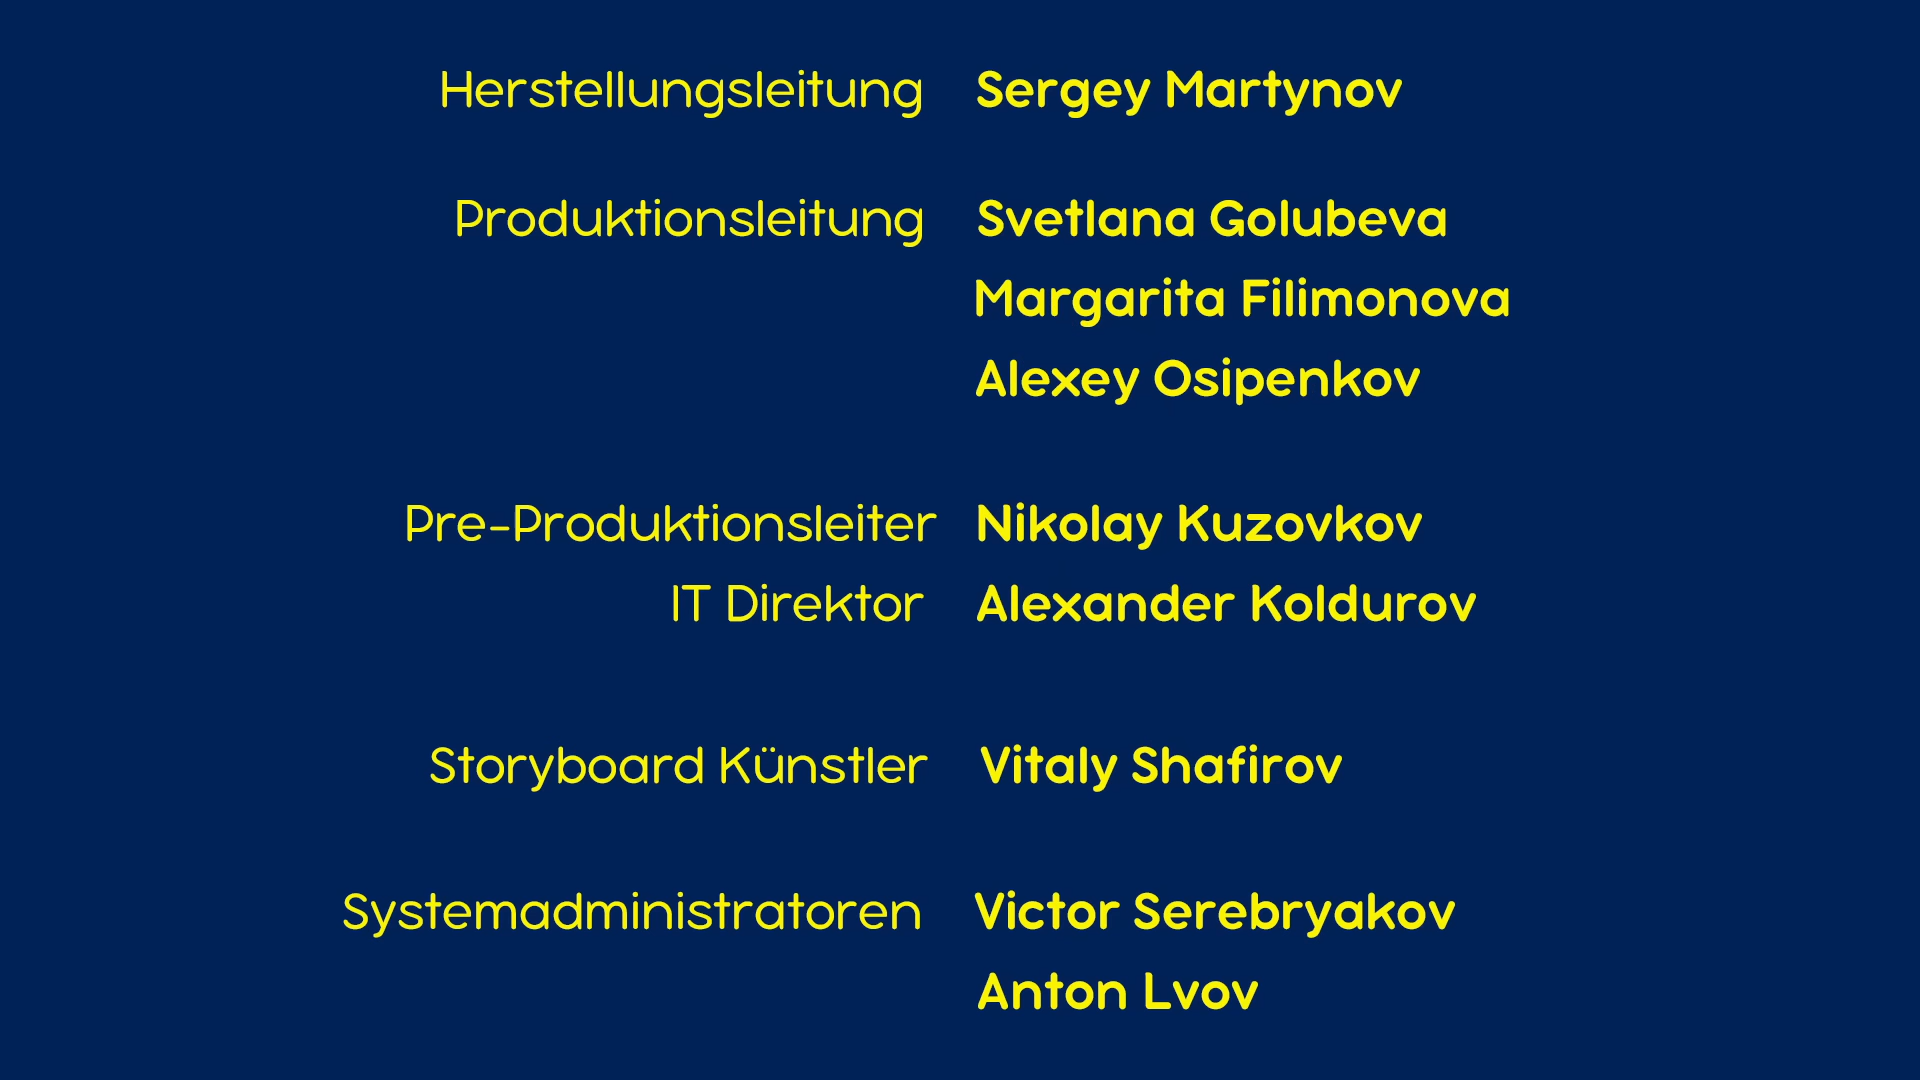 Herstellungsleitung Sergey Martynov
Produktionsleitung Svetlana Golubeva
Margarita Filimonova
Alexey Osipenkov
Pre-Produktionsleiter Nikolay Kuzovkov
IT Direktor Alexander Koldurov
Storyboard Künstler Vitaly Shafirov
Systemadministratoren Victor Serebryakov
Anton Lvov